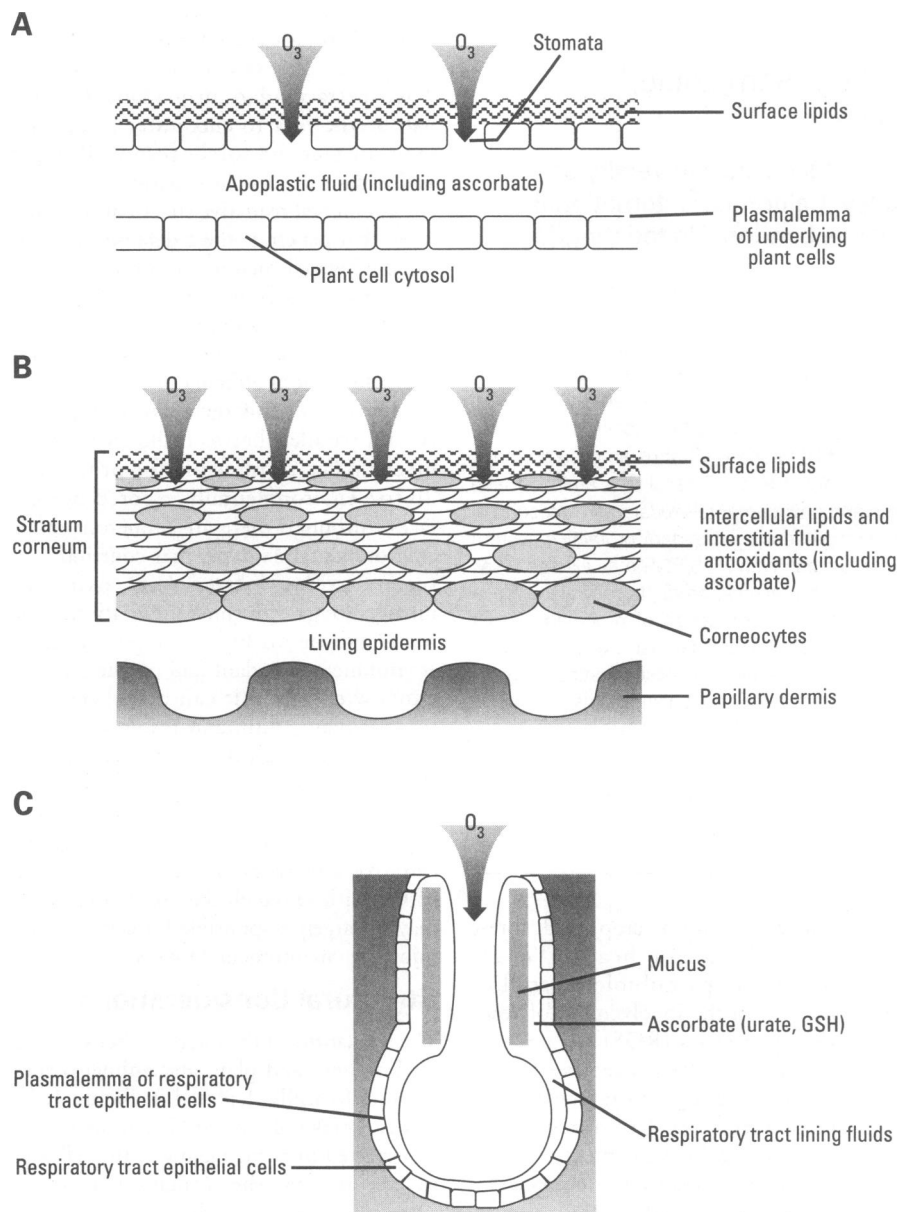 A
O3
O3
Stomata
Surface lipids
Apoplastic fluid (including ascorbate)
Plasmalemma
of underlying
plant cells
Plant cell cytosol
B
O3
O3
O3
O3
O3
Surface lipids
Stratum
corneum
Intercellular lipids and
interstitial fluid
antioxidants (including
ascorbate)
Corneocytes
Living epidermis
Papillary dermis
C
O3
Mucus
Ascorbate (urate, GSH)
Plasmalemma of respiratory
tract epithelial cells
Respiratory tract lining fluids
Respiratory tract epithelial cells